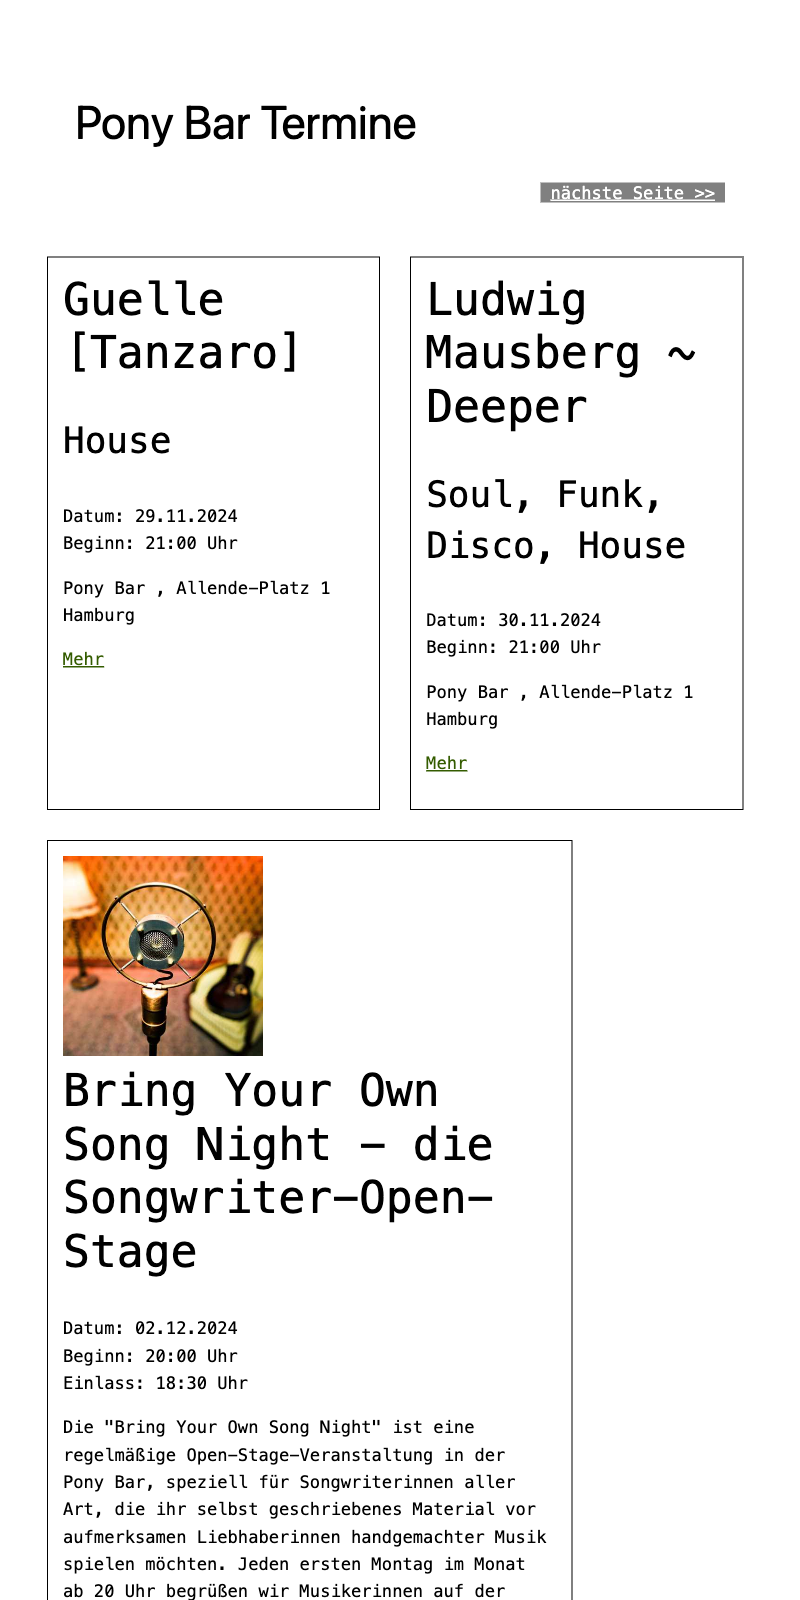 Pony Bar Termine
nächste Seite >>
Guelle
[Tanzaro]
House
Datum: 29.11.2024
Beginn: 21:00 Uhr
Pony Bar , Allende-Platz 1
Hamburg
Mehr
Ludwig
Mausberg ~
Deeper
Soul, Funk,
Disco, House
Datum: 30.11.2024
Beginn: 21:00 Uhr
Pony Bar , Allende-Platz 1
Hamburg
Mehr
Bring Your Own
Song Night - die
Songwriter-Open-
Stage
Datum: 02.12.2024
Beginn: 20:00 Uhr
Einlass: 18:30 Uhr
Die "Bring Your Own Song Night" ist eine
regelmäßige Open-Stage-Veranstaltung in der
Pony Bar, speziell für Songwriterinnen aller
Art, die ihr selbst geschriebenes Material vor
aufmerksamen Liebhaberinnen handgemachter Musik
spielen möchten. Jeden ersten Montag im Monat
ab 20 Uhr begrüßen wir Musikerinnen auf der